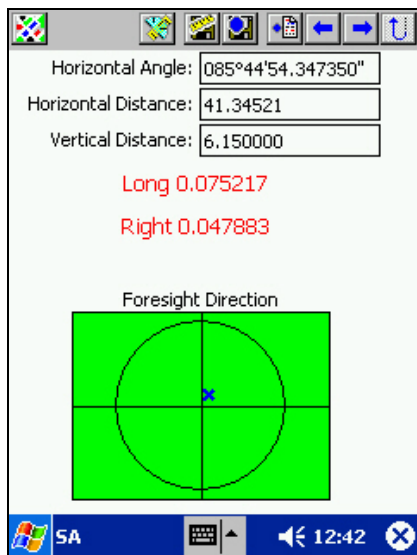 Horizontal Angle: 085°44'54.347350"
Horizontal Distance: 41.34521
Vertical Distance: 6.150000
Long 0.075217
Right 0.047883
Foresight Direction
SA 12:42